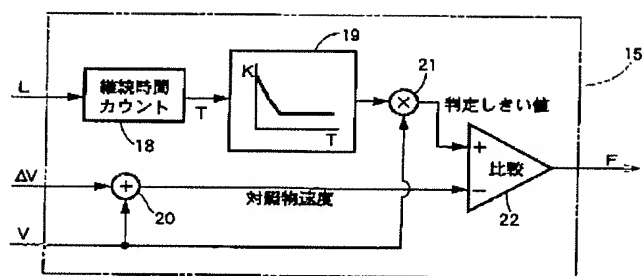 19
15
21
K
T
継続時間
カウント
L
T
18
×
判定しきい値
+
比較
−
F
22
ΔV
+
20
対照物速度
V